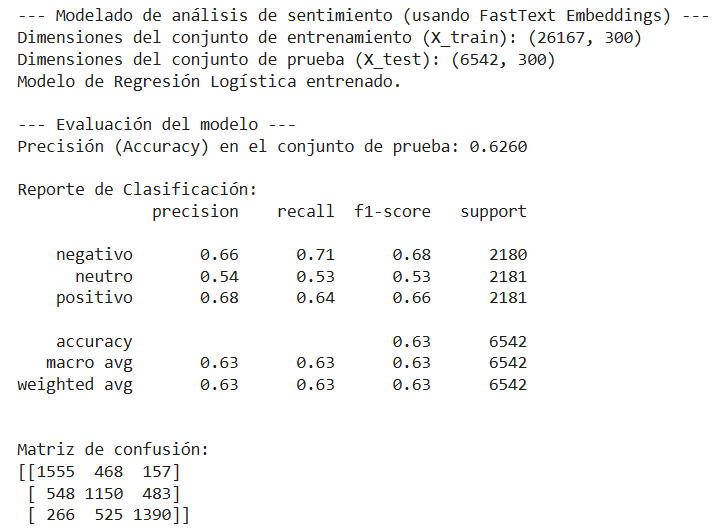 --- Modelado de análisis de sentimiento (usando FastText Embeddings) ---
Dimensiones del conjunto de entrenamiento (X_train): (26167, 300)
Dimensiones del conjunto de prueba (X_test): (6542, 300)
Modelo de Regresión Logística entrenado.

--- Evaluación del modelo ---
Precisión (Accuracy) en el conjunto de prueba: 0.6260

Reporte de Clasificación:
              precision    recall  f1-score   support

    negativo       0.66      0.71      0.68      2180
      neutro       0.54      0.53      0.53      2181
    positivo       0.68      0.64      0.66      2181

    accuracy                           0.63      6542
   macro avg       0.63      0.63      0.63      6542
weighted avg       0.63      0.63      0.63      6542

Matriz de confusión:
[[1555  468  157]
 [ 548 1150  483]
 [ 266  525 1390]]